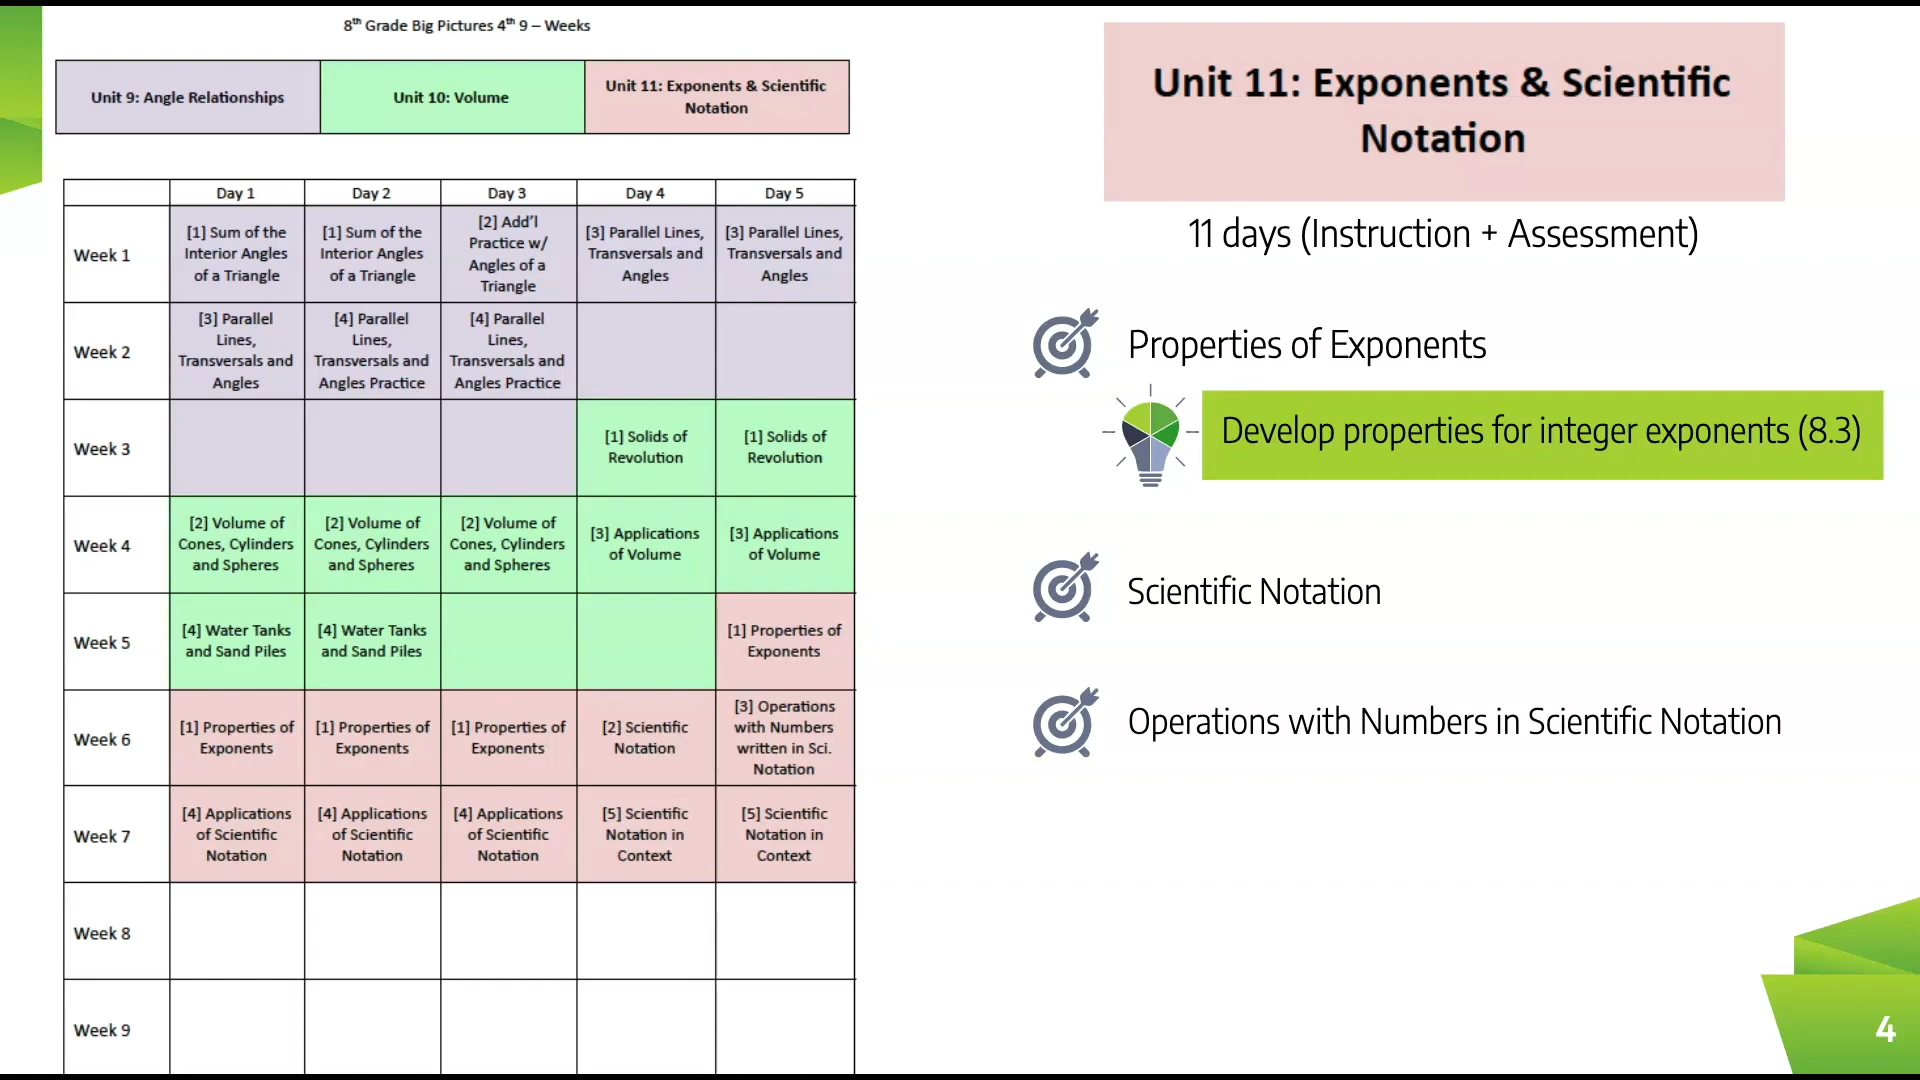 8th Grade Big Pictures 4th 9 – Weeks
Unit 9: Angle Relationships
Unit 10: Volume
Unit 11: Exponents & Scientific
Notation
Day 1
Day 2
Day 3
Day 4
Day 5
Week 1
[1] Sum of the
Interior Angles
of a Triangle
[1] Sum of the
Interior Angles
of a Triangle
[2] Add’l
Practice w/
Angles of a
Triangle
[3] Parallel Lines,
Transversals and
Angles
[3] Parallel Lines,
Transversals and
Angles
Week 2
[3] Parallel
Lines,
Transversals and
Angles
[4] Parallel
Lines,
Transversals and
Angles Practice
[4] Parallel
Lines,
Transversals and
Angles Practice
Week 3
[1] Solids of
Revolution
[1] Solids of
Revolution
Week 4
[2] Volume of
Cones, Cylinders
and Spheres
[2] Volume of
Cones, Cylinders
and Spheres
[2] Volume of
Cones, Cylinders
and Spheres
[3] Applications
of Volume
[3] Applications
of Volume
Week 5
[4] Water Tanks
and Sand Piles
[4] Water Tanks
and Sand Piles
[1] Properties of
Exponents
Week 6
[1] Properties of
Exponents
[1] Properties of
Exponents
[1] Properties of
Exponents
[2] Scientific
Notation
[3] Operations
with Numbers
written in Sci.
Notation
Week 7
[4] Applications
of Scientific
Notation
[4] Applications
of Scientific
Notation
[4] Applications
of Scientific
Notation
[5] Scientific
Notation in
Context
[5] Scientific
Notation in
Context
Week 8
Week 9
Unit 11: Exponents & Scientific
Notation
11 days (Instruction + Assessment)
Properties of Exponents
Develop properties for integer exponents (8.3)
Scientific Notation
Operations with Numbers in Scientific Notation
4